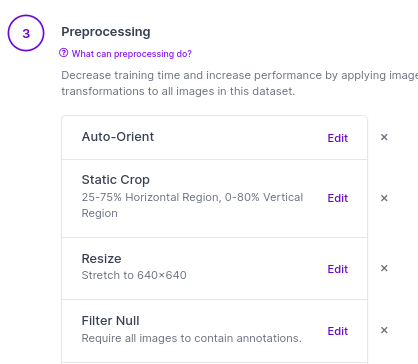 3
Preprocessing
? What can preprocessing do?
Decrease training time and increase performance by applying image
transformations to all images in this dataset.
Auto-Orient
Edit ×
Static Crop
25-75% Horizontal Region, 0-80% Vertical
Region
Edit ×
Resize
Stretch to 640×640
Edit ×
Filter Null
Require all images to contain annotations.
Edit ×